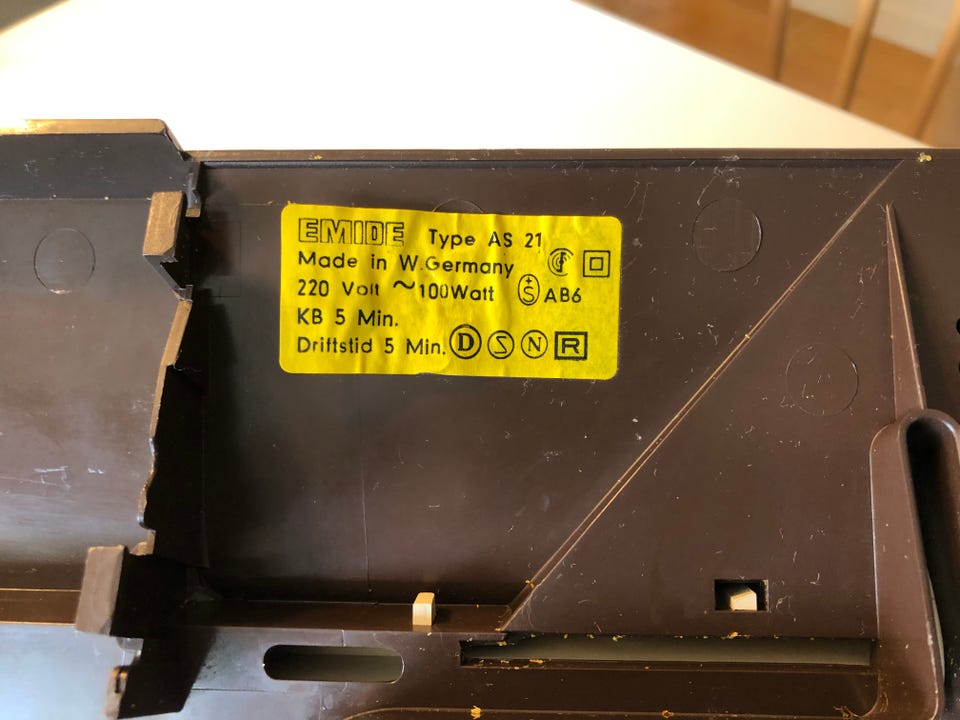 EMIDE Type AS 21
Made in W.Germany
220 Volt ~100Watt S AB6
KB 5 Min.
Driftstid 5 Min. D S N R